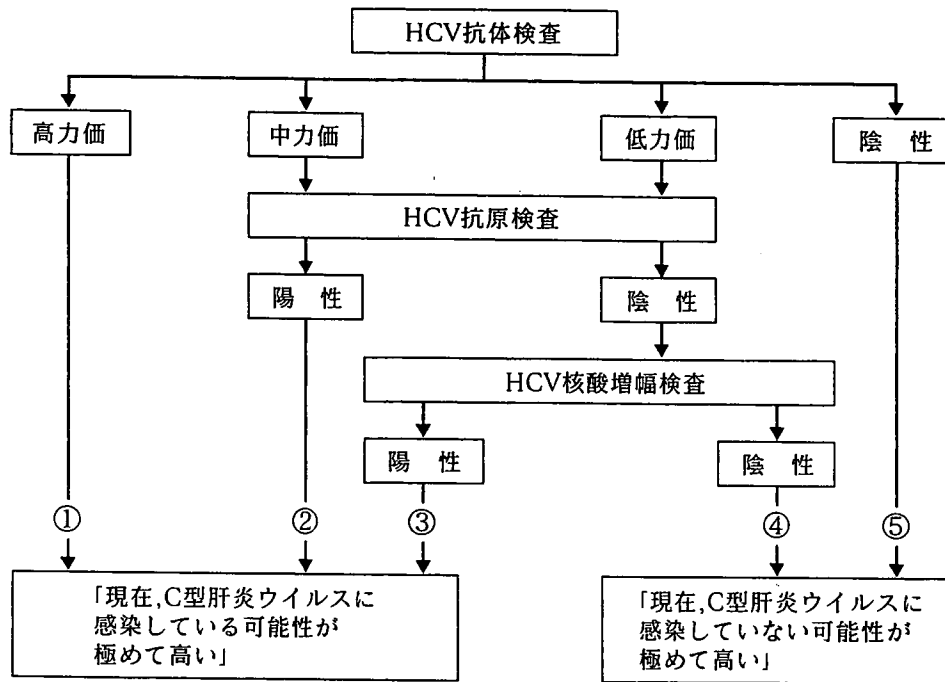 HCV抗体検査
高力価
中力価
低力価
陰 性
HCV抗原検査
陽 性
陰 性
HCV核酸増幅検査
陽 性
陰 性
①
②
③
④
⑤
「現在,C型肝炎ウイルスに
感染している可能性が
極めて高い」
「現在,C型肝炎ウイルスに
感染していない可能性が
極めて高い」